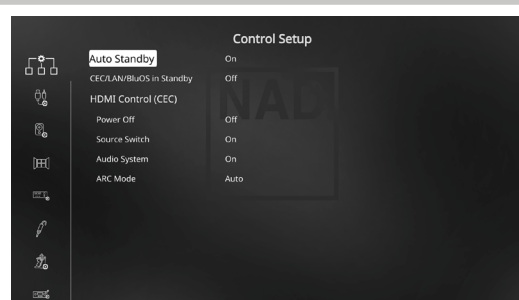 Control Setup
Auto Standby On
CEC/LAN/BluOS in Standby Off
HDMI Control (CEC)
Power Off Off
Source Switch On
Audio System On
ARC Mode Auto
NAD